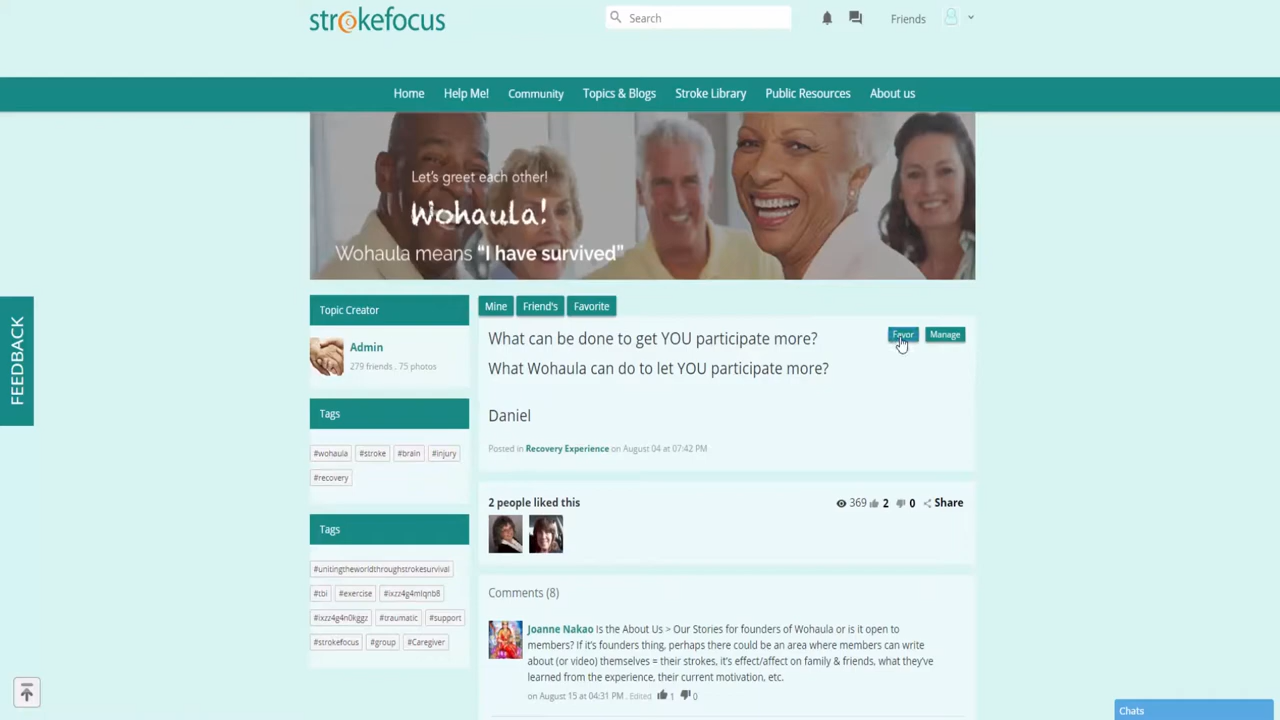 strokefocus
Search
Friends
Home Help Me! Community Topics & Blogs Stroke Library Public Resources About us
Let's greet each other!
Wohaula!
Wohaula means "I have survived"
FEEDBACK
Topic Creator
Admin
279 friends . 75 photos
Tags
#wohaula #stroke #brain #injury
#recovery
Tags
#unitingtheworldthroughstrokesurvival
#tbi #exercise #ixzz4g4mlqnb8
#ixzz4g4n0kggz #traumatic #support
#strokefocus #group #Caregiver
Mine Friend's Favorite
What can be done to get YOU participate more?
Favor Manage
What Wohaula can do to let YOU participate more?
Daniel
Posted in Recovery Experience on August 04 at 07:42 PM
2 people liked this
369 2 0 Share
Comments (8)
Joanne Nakao Is the About Us > Our Stories for founders of Wohaula or is it open to
members? If it's founders thing, perhaps there could be an area where members can write
about (or video) themselves = their strokes, it's effect/affect on family & friends, what they've
learned from the experience, their current motivation, etc.
on August 15 at 04:31 PM . Edited 1 0
Chats